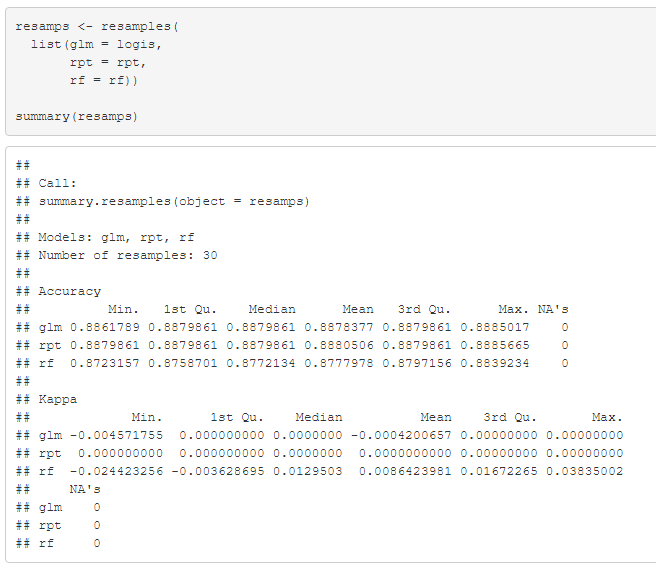 resamps <- resamples(
  list(glm = logis,
       rpt = rpt,
       rf = rf))
summary(resamps)
##
## Call:
## summary.resamples(object = resamps)
##
## Models: glm, rpt, rf
## Number of resamples: 30
##
## Accuracy
##          Min.   1st Qu.    Median      Mean   3rd Qu.      Max. NA's
## glm 0.8861789 0.8879861 0.8879861 0.8878377 0.8879861 0.8885017    0
## rpt 0.8879861 0.8879861 0.8879861 0.8880506 0.8879861 0.8885665    0
## rf  0.8723157 0.8758701 0.8772134 0.8777978 0.8797156 0.8839234    0
##
## Kappa
##             Min.      1st Qu.    Median          Mean    3rd Qu.       Max.
## glm -0.004571755  0.000000000 0.0000000 -0.0004200657 0.00000000 0.00000000
## rpt  0.000000000  0.000000000 0.0000000  0.0000000000 0.00000000 0.00000000
## rf  -0.024423256 -0.003628695 0.0129503  0.0086423981 0.01672265 0.03835002
##     NA's
## glm    0
## rpt    0
## rf     0